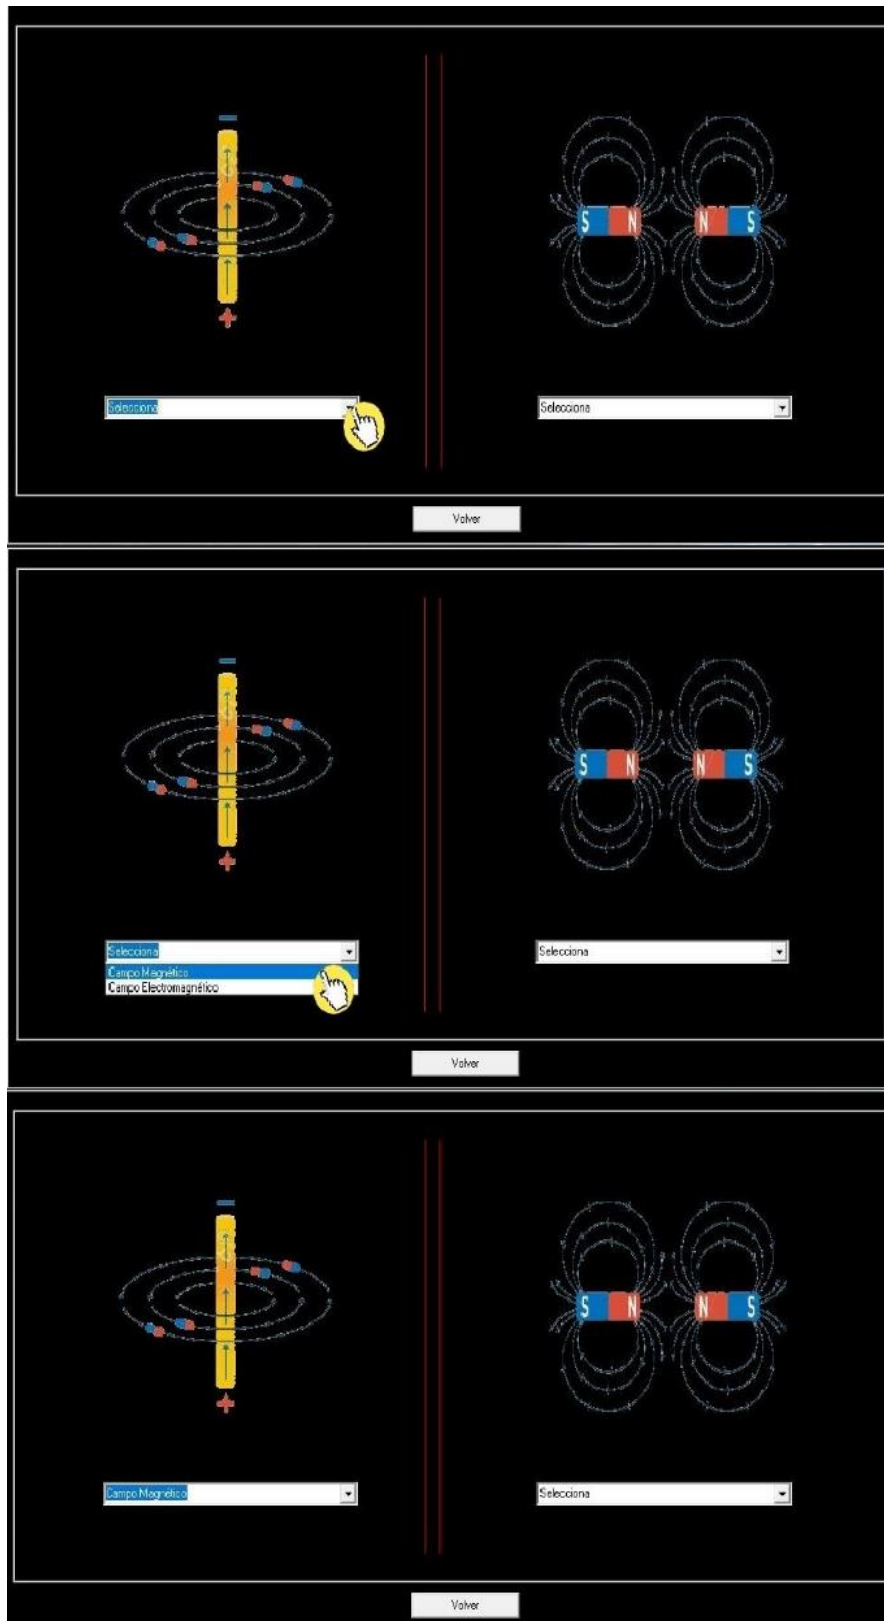 −
+
S N N S
Selecciona Selecciona
Volver
−
+
S N N S
Selecciona Selecciona
Campo Magnético
Campo Electromagnético
Volver
−
+
S N N S
Campo Magnético Selecciona
Volver